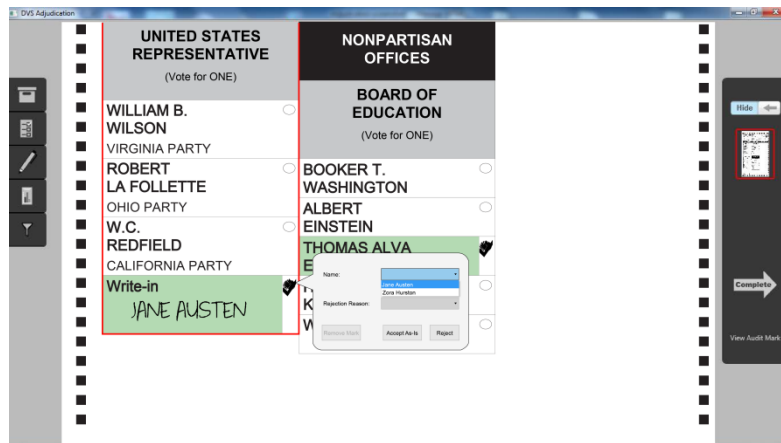 DVS Adjudication
UNITED STATES
REPRESENTATIVE
(Vote for ONE)
WILLIAM B.
WILSON
VIRGINIA PARTY
ROBERT
LA FOLLETTE
OHIO PARTY
W.C.
REDFIELD
CALIFORNIA PARTY
Write-in
JANE AUSTEN
NONPARTISAN
OFFICES
BOARD OF
EDUCATION
(Vote for ONE)
BOOKER T.
WASHINGTON
ALBERT
EINSTEIN
THOMAS ALVA
Name:
Jane Austen
Zora Hurston
Rejection Reason:
Remove Mark
Accept As-Is
Reject
Hide
Complete
View Audit Mark